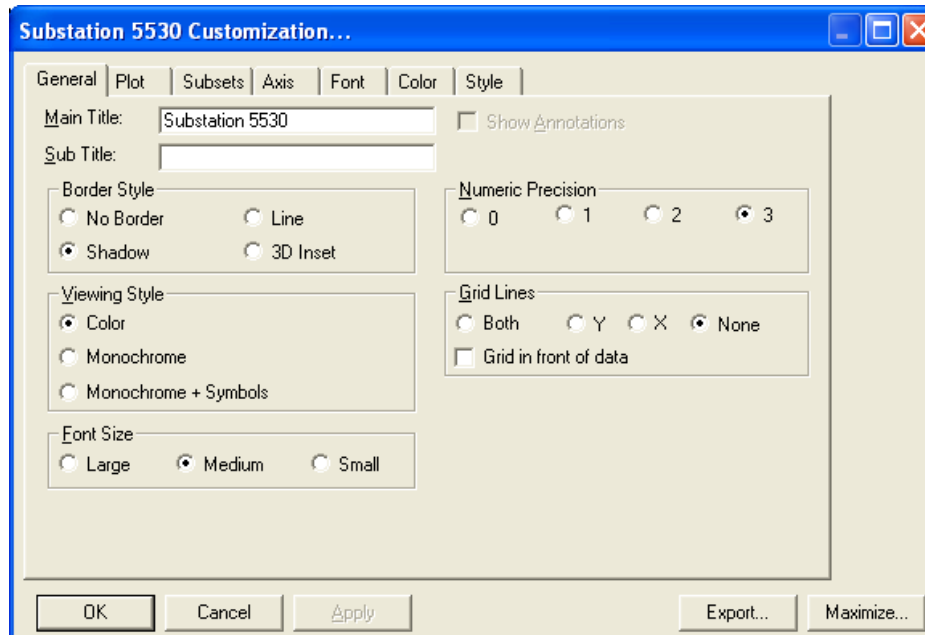 Substation 5530 Customization...
General Plot Subsets Axis Font Color Style
Main Title: Substation 5530 Show Annotations
Sub Title:
Border Style
No Border Line
Shadow 3D Inset
Numeric Precision
0 1 2 3
Viewing Style
Color
Monochrome
Monochrome + Symbols
Grid Lines
Both Y X None
Grid in front of data
Font Size
Large Medium Small
OK Cancel Apply Export... Maximize...